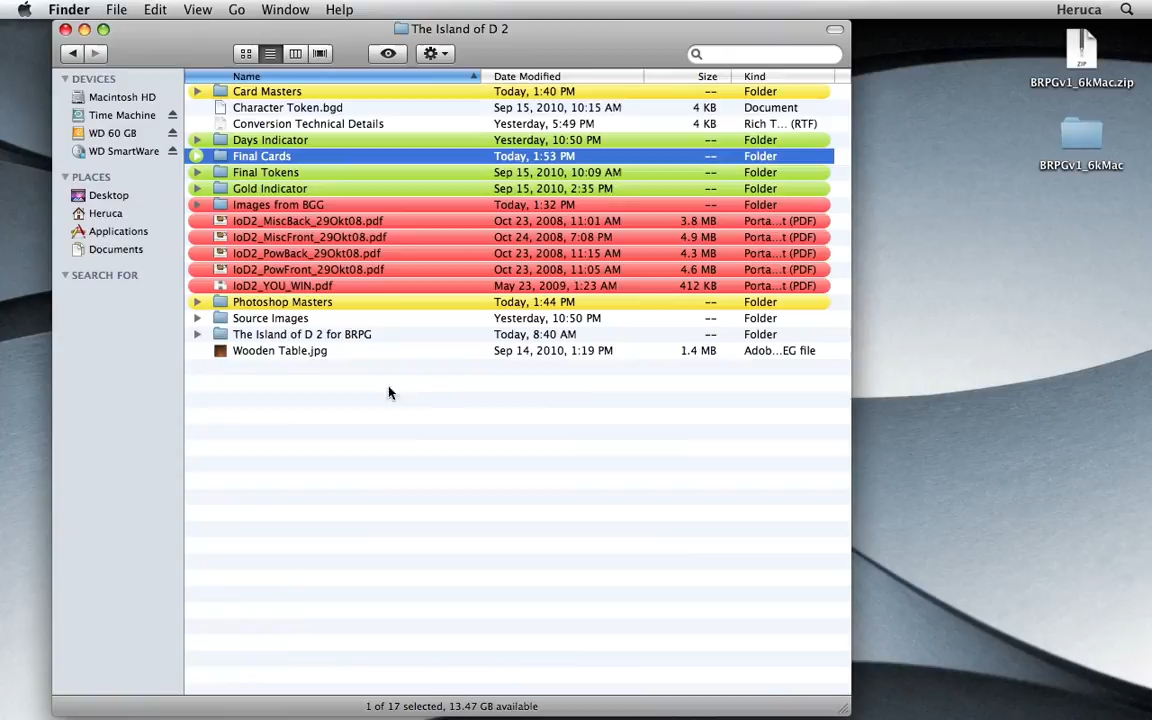 Finder File Edit View Go Window Help Heruca
The Island of D 2
DEVICES
Macintosh HD
Time Machine
WD 60 GB
WD SmartWare
PLACES
Desktop
Heruca
Applications
Documents
SEARCH FOR
Name Date Modified Size Kind
Card Masters Today, 1:40 PM -- Folder
Character Token.bgd Sep 15, 2010, 10:15 AM 4 KB Document
Conversion Technical Details Yesterday, 5:49 PM 4 KB Rich T... (RTF)
Days Indicator Yesterday, 10:50 PM -- Folder
Final Cards Today, 1:53 PM -- Folder
Final Tokens Sep 15, 2010, 10:09 AM -- Folder
Gold Indicator Sep 15, 2010, 2:35 PM -- Folder
Images from BGG Today, 1:32 PM -- Folder
IoD2_MiscBack_29Okt08.pdf Oct 23, 2008, 11:01 AM 3.8 MB Porta...t (PDF)
IoD2_MiscFront_29Okt08.pdf Oct 24, 2008, 7:08 PM 4.9 MB Porta...t (PDF)
IoD2_PowBack_29Okt08.pdf Oct 23, 2008, 11:15 AM 4.3 MB Porta...t (PDF)
IoD2_PowFront_29Okt08.pdf Oct 23, 2008, 11:05 AM 4.6 MB Porta...t (PDF)
IoD2_YOU_WIN.pdf May 23, 2009, 1:23 AM 412 KB Porta...t (PDF)
Photoshop Masters Today, 1:44 PM -- Folder
Source Images Yesterday, 10:50 PM -- Folder
The Island of D 2 for BRPG Today, 8:40 AM -- Folder
Wooden Table.jpg Sep 14, 2010, 1:19 PM 1.4 MB Adob...EG file
1 of 17 selected, 13.47 GB available
ZIP
BRPGv1_6kMac.zip
BRPGv1_6kMac